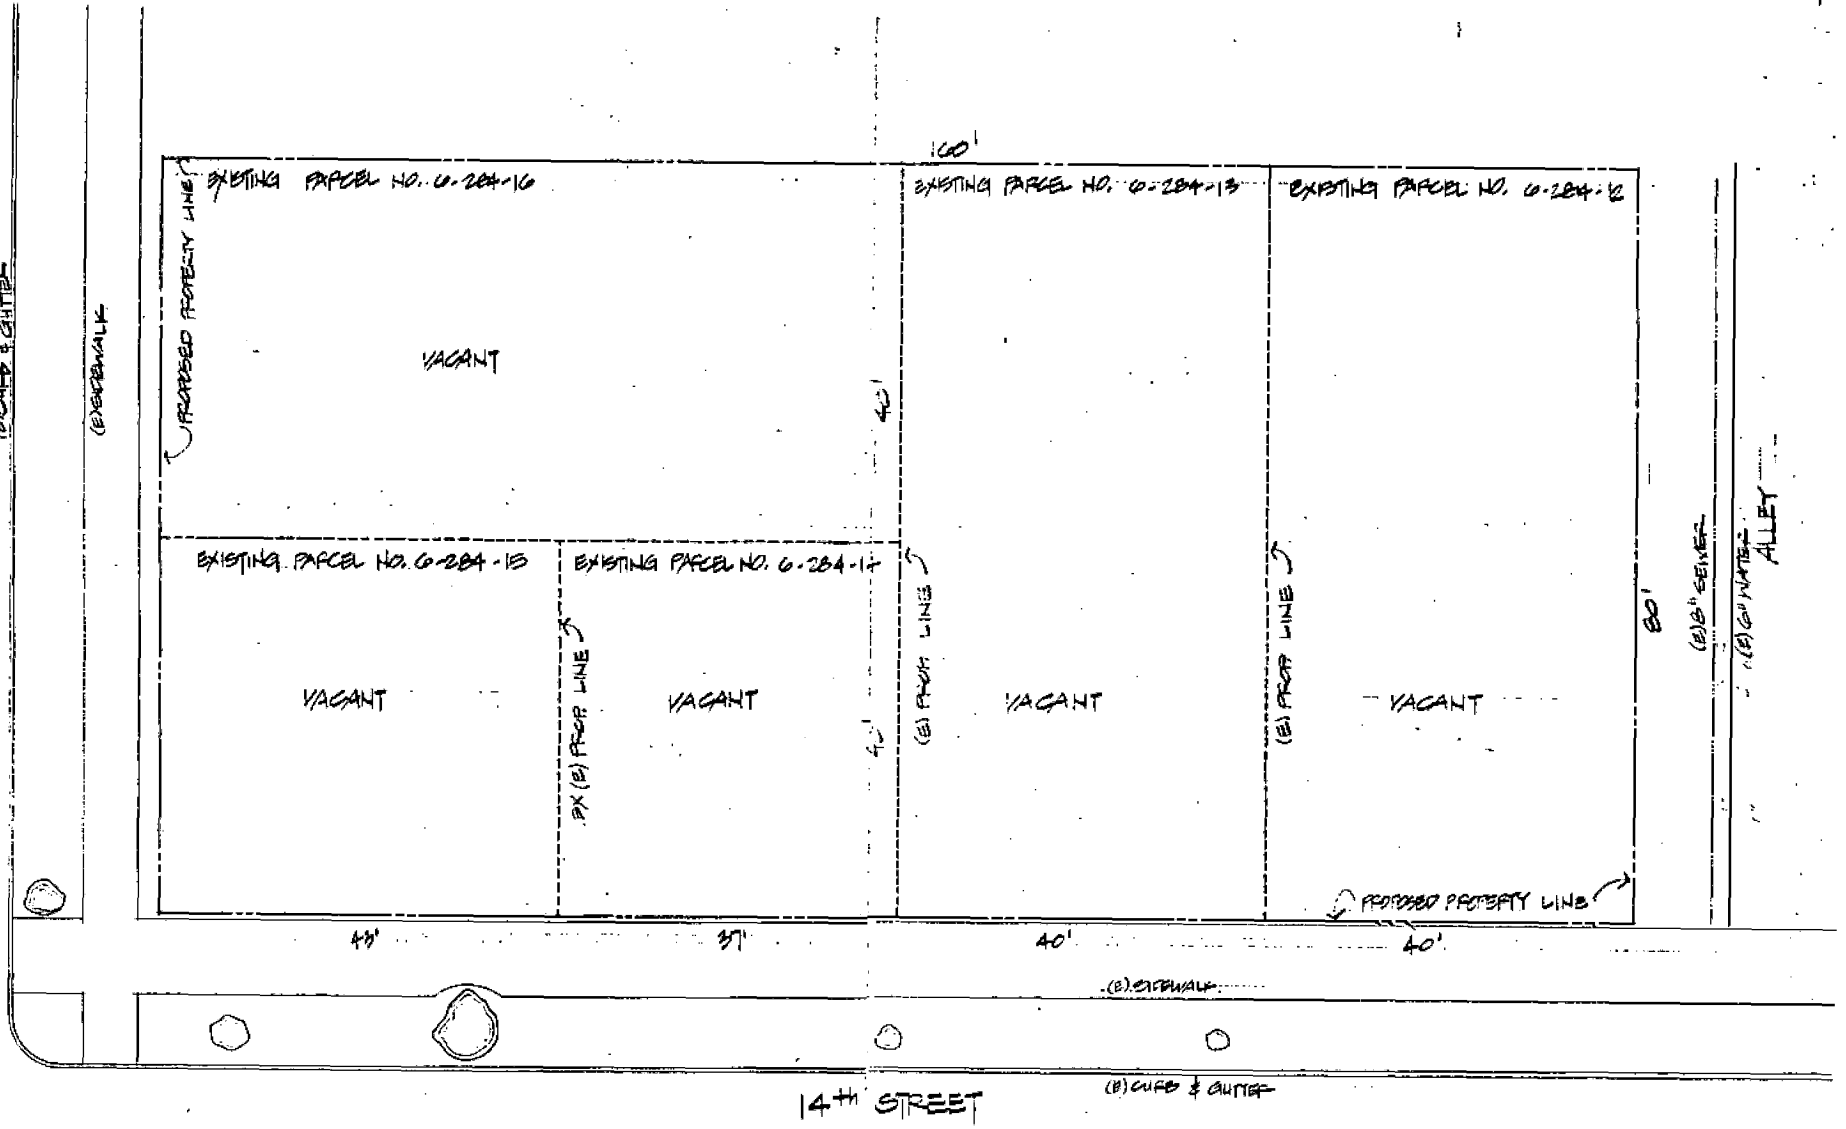 160'
EXISTING PARCEL NO. 6-284-16
EXISTING PARCEL NO. 6-284-13
EXISTING PARCEL NO. 6-284-12
PROPOSED PROPERTY LINE
(E) SIDEWALK
CURB & GUTTER
VACANT
40'
EXISTING PARCEL NO. 6-284-15
EXISTING PARCEL NO. 6-284-14
(E) PROP LINE
(E) PROP LINE
80'
(E) 8" SEWER
(E) 6" WATER
ALLEY
VACANT
EX (E) PROP LINE
VACANT
40'
VACANT
VACANT
PROPOSED PROPERTY LINE
43'
37'
40'
40'
(E) SIDEWALK
(E) CURB & GUTTER
14th STREET